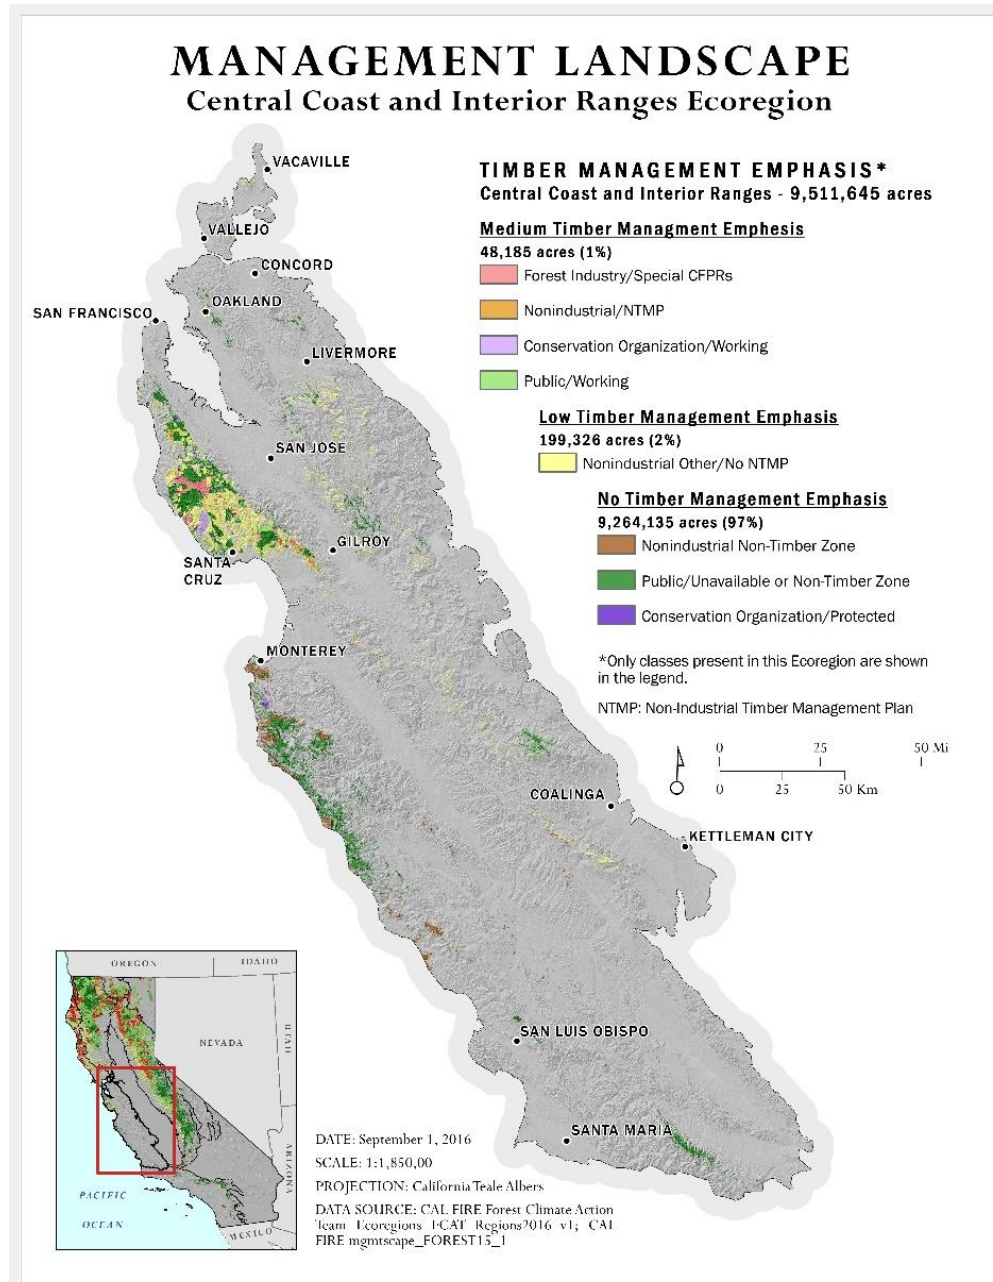 MANAGEMENT LANDSCAPE
Central Coast and Interior Ranges Ecoregion
VACAVILLE
VALLEJO
CONCORD
OAKLAND
SAN FRANCISCO
LIVERMORE
SAN JOSE
GILROY
SANTA
CRUZ
MONTEREY
COALINGA
KETTLEMAN CITY
SAN LUIS OBISPO
SANTA MARIA
TIMBER MANAGEMENT EMPHASIS*
Central Coast and Interior Ranges - 9,511,645 acres
Medium Timber Managment Emphesis
48,185 acres (1%)
Forest Industry/Special CFPRs
Nonindustrial/NTMP
Conservation Organization/Working
Public/Working
Low Timber Management Emphasis
199,326 acres (2%)
Nonindustrial Other/No NTMP
No Timber Management Emphasis
9,264,135 acres (97%)
Nonindustrial Non-Timber Zone
Public/Unavailable or Non-Timber Zone
Conservation Organization/Protected
*Only classes present in this Ecoregion are shown
in the legend.
NTMP: Non-Industrial Timber Management Plan
0 25 50 Mi
0 25 50 Km
OREGON
IDAHO
NEVADA
UTAH
ARIZONA
PACIFIC
OCEAN
MEXICO
DATE: September 1, 2016
SCALE: 1:1,850,00
PROJECTION: California Teale Albers
DATA SOURCE: CAL FIRE Forest Climate Action
Team Ecoregions FCAT_Regions2016_v1; CAL
FIRE mgmtscape_FOREST15_1